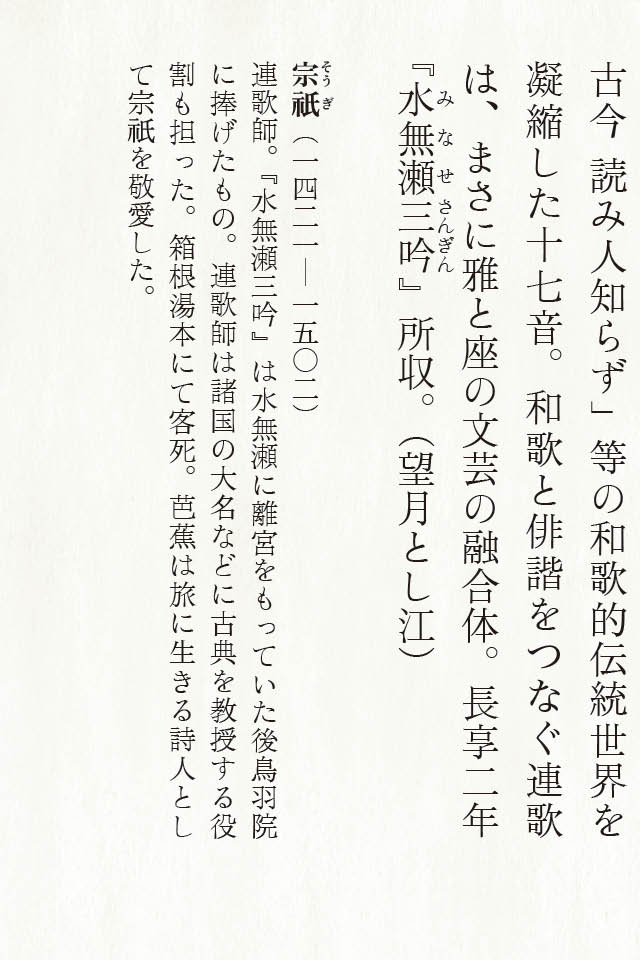 古今 読み人知らず」等の和歌的伝統世界を
凝縮した十七音。和歌と俳諧をつなぐ連歌
は、まさに雅と座の文芸の融合体。長享二年
『水無瀬三吟』所収。（望月とし江）
みなせさんぎん
宗祇（一四二一―一五〇二）
そうぎ
連歌師。『水無瀬三吟』は水無瀬に離宮をもっていた後鳥羽院
に捧げたもの。連歌師は諸国の大名などに古典を教授する役
割も担った。箱根湯本にて客死。芭蕉は旅に生きる詩人とし
て宗祇を敬愛した。